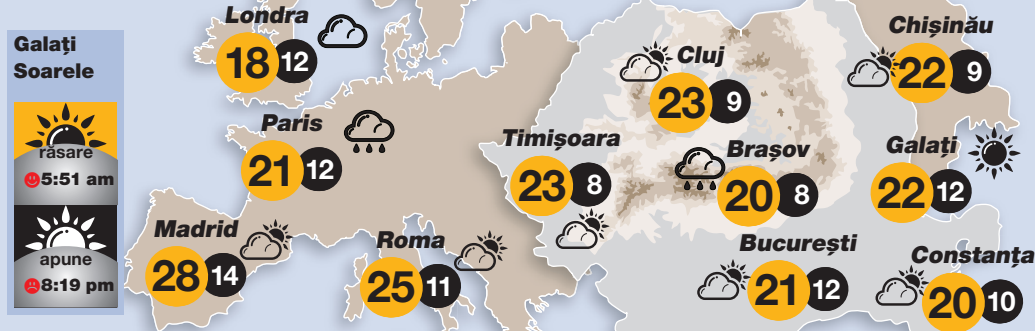 Galați
Soarele
răsare
5:51 am
apune
8:19 pm
Londra
18 12
Paris
21 12
Madrid
28 14
Roma
25 11
Timișoara
23 8
Cluj
23 9
Brașov
20 8
București
21 12
Chișinău
22 9
Galați
22 12
Constanța
20 10